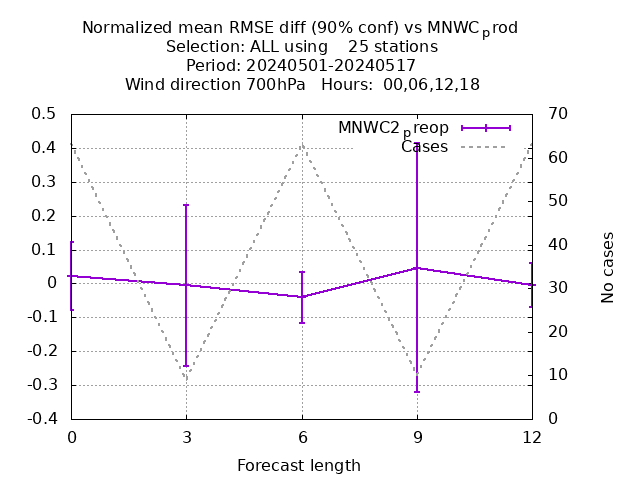 Normalized mean RMSE diff (90% conf) vs MNWCprod
Selection: ALL using 25 stations
Period: 20240501-20240517
Wind direction 700hPa Hours: 00,06,12,18
MNWC2preop
Cases
0.5
0.4
0.3
0.2
0.1
0
-0.1
-0.2
-0.3
-0.4
70
60
50
40
30
20
10
0
No cases
0 3 6 9 12
Forecast length